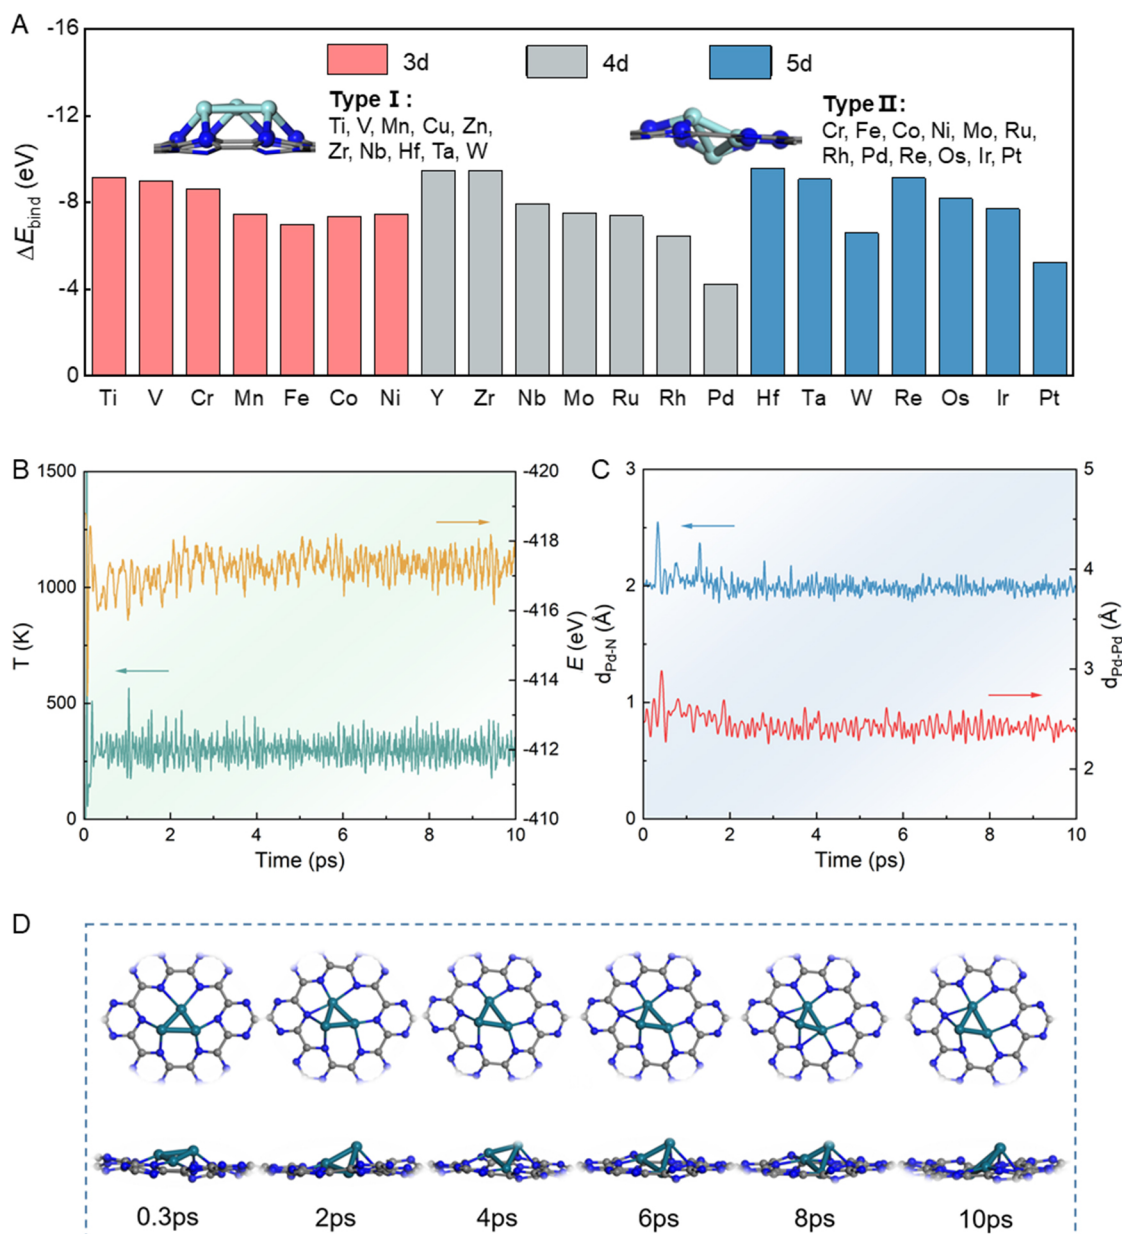 A
-16
-12
-8
-4
0
ΔE_bind (eV)
3d
4d
5d
Type I :
Ti, V, Mn, Cu, Zn,
Zr, Nb, Hf, Ta, W
Type II :
Cr, Fe, Co, Ni, Mo, Ru,
Rh, Pd, Re, Os, Ir, Pt
Ti V Cr Mn Fe Co Ni Y Zr Nb Mo Ru Rh Pd Hf Ta W Re Os Ir Pt
B
1500
1000
500
0
T (K)
-420
-418
-416
-414
-412
-410
E (eV)
0 2 4 6 8 10
Time (ps)
C
3
2
1
0
d_Pd-N (Å)
5
4
3
2
d_Pd-Pd (Å)
0 2 4 6 8 10
Time (ps)
D
0.3ps 2ps 4ps 6ps 8ps 10ps